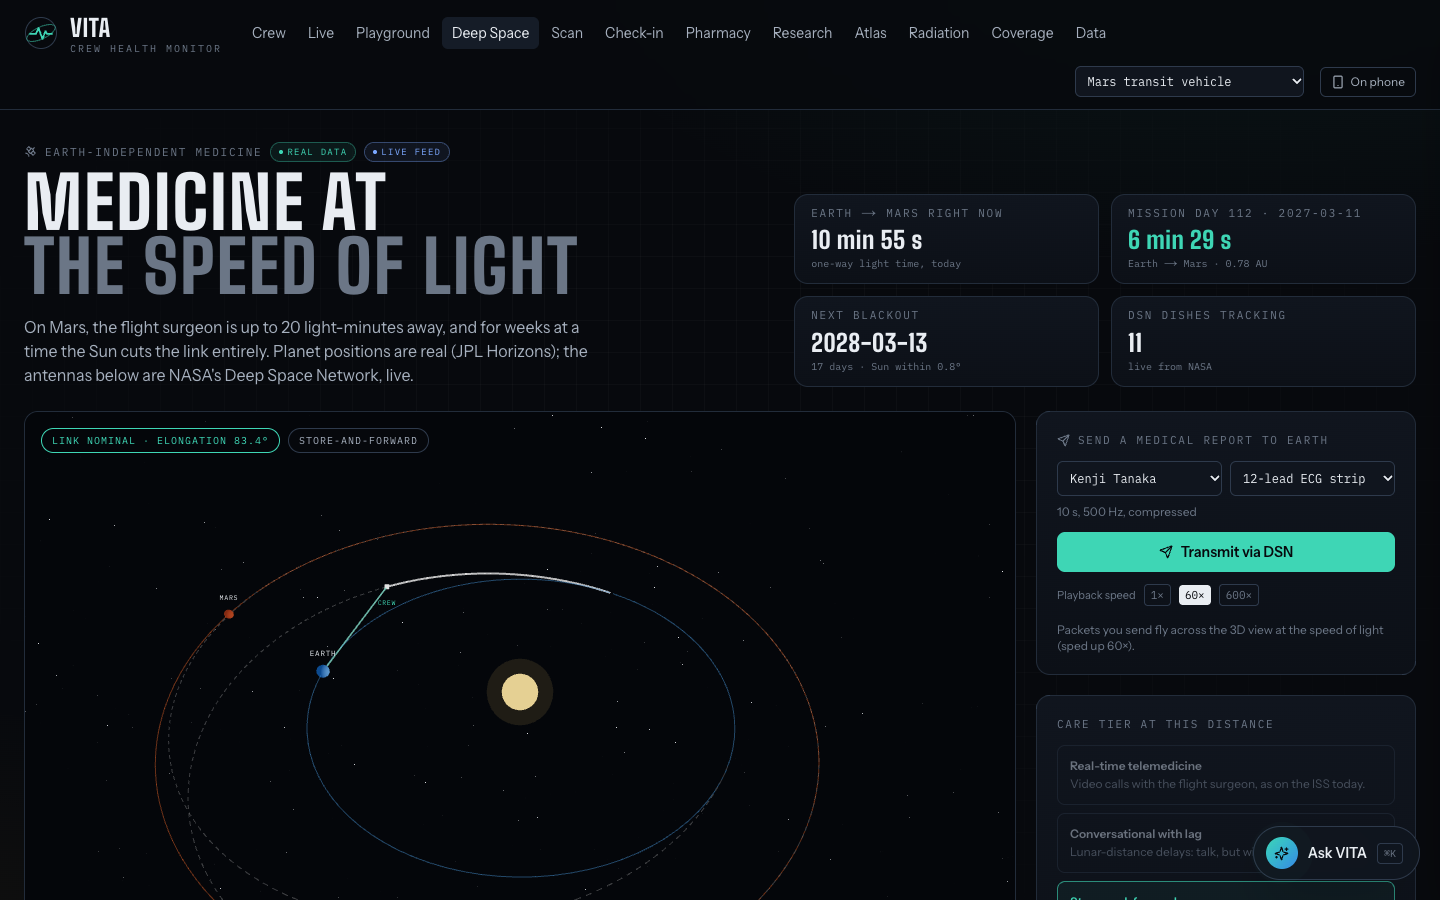 VITA
CREW HEALTH MONITOR
Crew Live Playground Deep Space Scan Check-in Pharmacy Research Atlas Radiation Coverage Data
Mars transit vehicle
On phone
EARTH-INDEPENDENT MEDICINE
REAL DATA
LIVE FEED
MEDICINE AT
THE SPEED OF LIGHT
On Mars, the flight surgeon is up to 20 light-minutes away, and for weeks at a
time the Sun cuts the link entirely. Planet positions are real (JPL Horizons); the
antennas below are NASA's Deep Space Network, live.
EARTH → MARS RIGHT NOW
10 min 55 s
one-way light time, today
MISSION DAY 112 · 2027-03-11
6 min 29 s
Earth → Mars · 0.78 AU
NEXT BLACKOUT
2028-03-13
17 days · Sun within 0.8°
DSN DISHES TRACKING
11
live from NASA
LINK NOMINAL · ELONGATION 83.4°
STORE-AND-FORWARD
MARS
CREW
EARTH
SEND A MEDICAL REPORT TO EARTH
Kenji Tanaka
12-lead ECG strip
10 s, 500 Hz, compressed
Transmit via DSN
Playback speed 1× 60× 600×
Packets you send fly across the 3D view at the speed of light
(sped up 60×).
CARE TIER AT THIS DISTANCE
Real-time telemedicine
Video calls with the flight surgeon, as on the ISS today.
Conversational with lag
Lunar-distance delays: talk, but w
Ask VITA ⌘K